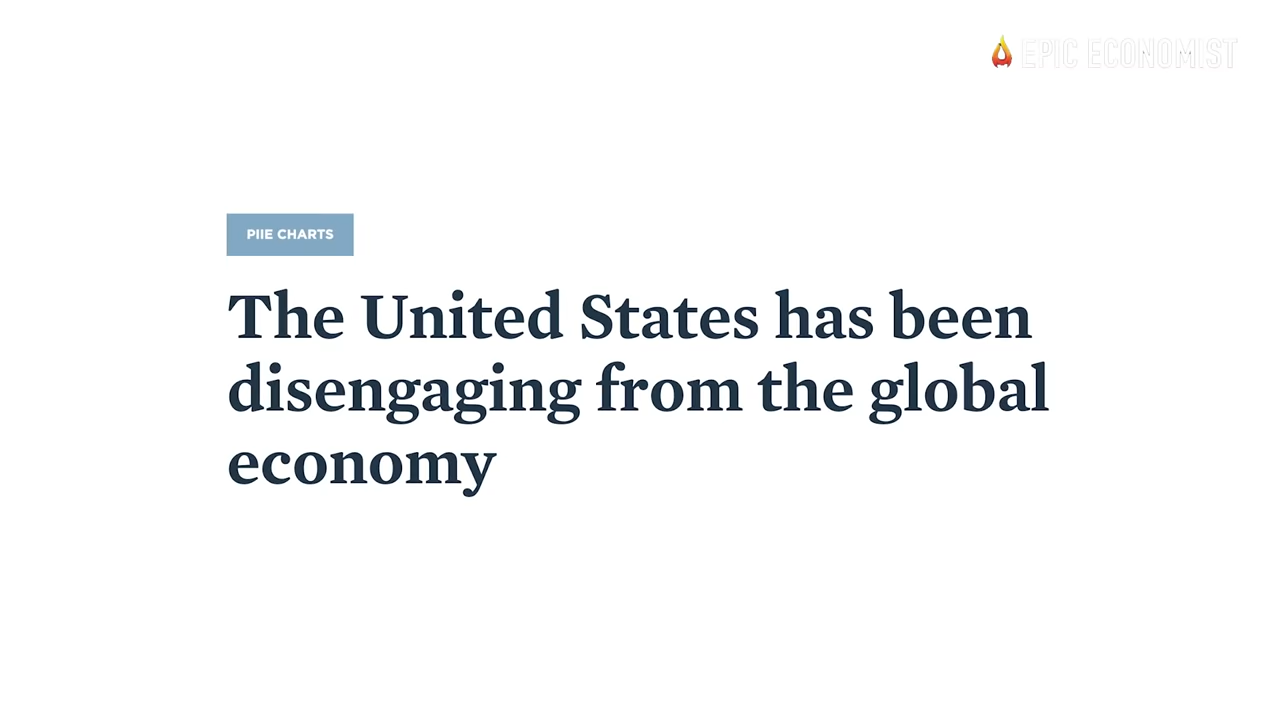 EPIC ECONOMIST
PIIE CHARTS
The United States has been
disengaging from the global
economy